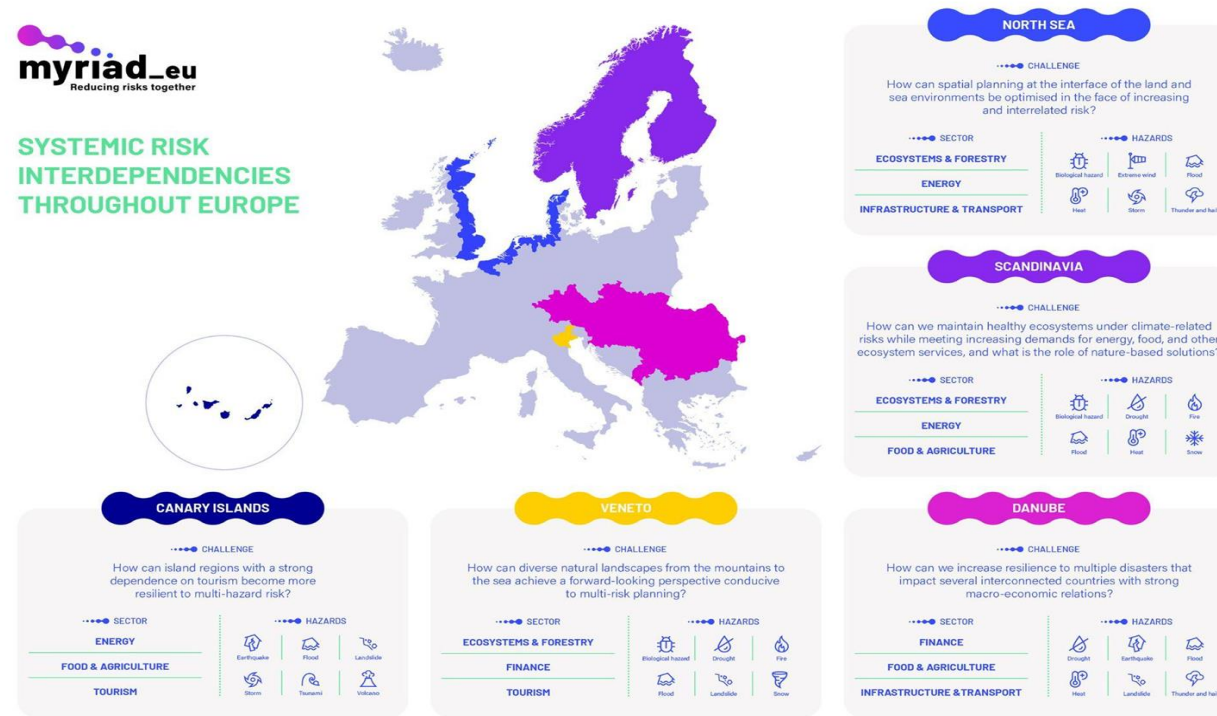 myriad_eu
Reducing risks together
SYSTEMIC RISK
INTERDEPENDENCIES
THROUGHOUT EUROPE
NORTH SEA
CHALLENGE
How can spatial planning at the interface of the land and
sea environments be optimised in the face of increasing
and interrelated risk?
SECTOR
HAZARDS
ECOSYSTEMS & FORESTRY
ENERGY
INFRASTRUCTURE & TRANSPORT
Biological hazard
Extreme wind
Flood
Heat
Storm
Thunder and hail
SCANDINAVIA
CHALLENGE
How can we maintain healthy ecosystems under climate-related
risks while meeting increasing demands for energy, food, and other
ecosystem services, and what is the role of nature-based solutions?
SECTOR
HAZARDS
ECOSYSTEMS & FORESTRY
ENERGY
FOOD & AGRICULTURE
Biological hazard
Drought
Fire
Flood
Heat
Snow
CANARY ISLANDS
CHALLENGE
How can island regions with a strong
dependence on tourism become more
resilient to multi-hazard risk?
SECTOR
HAZARDS
ENERGY
FOOD & AGRICULTURE
TOURISM
Earthquake
Flood
Landslide
Storm
Tsunami
Volcano
VENETO
CHALLENGE
How can diverse natural landscapes from the mountains to
the sea achieve a forward-looking perspective conducive
to multi-risk planning?
SECTOR
HAZARDS
ECOSYSTEMS & FORESTRY
FINANCE
TOURISM
Biological hazard
Drought
Fire
Flood
Landslide
Snow
DANUBE
CHALLENGE
How can we increase resilience to multiple disasters that
impact several interconnected countries with strong
macro-economic relations?
SECTOR
HAZARDS
FINANCE
FOOD & AGRICULTURE
INFRASTRUCTURE &TRANSPORT
Drought
Earthquake
Flood
Heat
Landslide
Thunder and hail